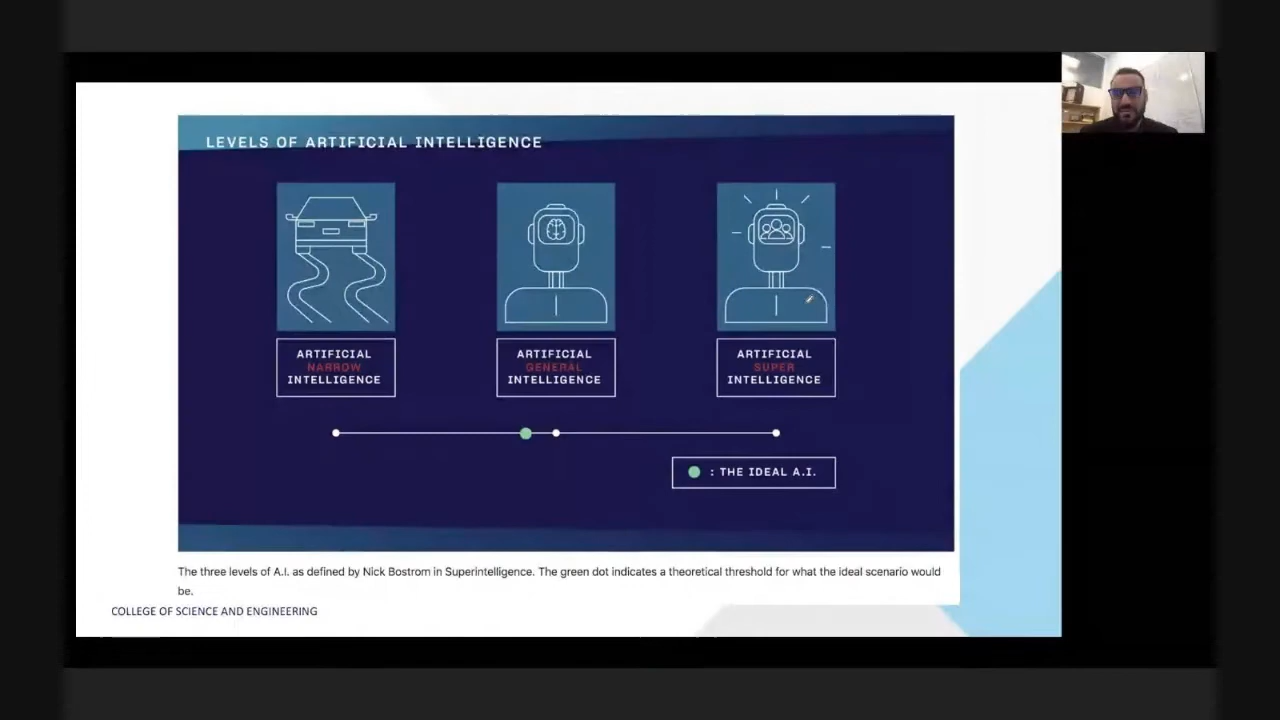 LEVELS OF ARTIFICIAL INTELLIGENCE
ARTIFICIAL
NARROW
INTELLIGENCE
ARTIFICIAL
GENERAL
INTELLIGENCE
ARTIFICIAL
SUPER
INTELLIGENCE
: THE IDEAL A.I.
The three levels of A.I. as defined by Nick Bostrom in Superintelligence. The green dot indicates a theoretical threshold for what the ideal scenario would
be.
COLLEGE OF SCIENCE AND ENGINEERING